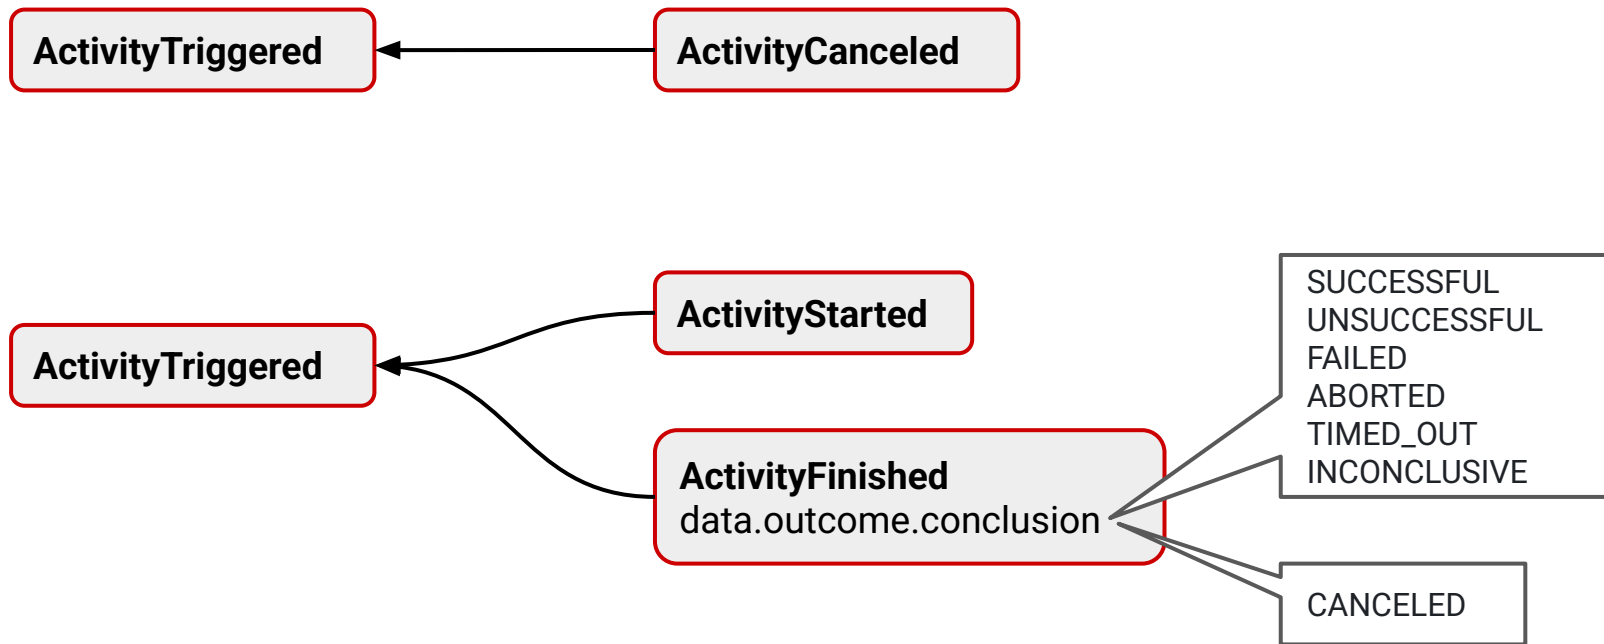 ActivityTriggered
ActivityCanceled
ActivityStarted
ActivityTriggered
ActivityFinished
data.outcome.conclusion
SUCCESSFUL
UNSUCCESSFUL
FAILED
ABORTED
TIMED_OUT
INCONCLUSIVE
CANCELED